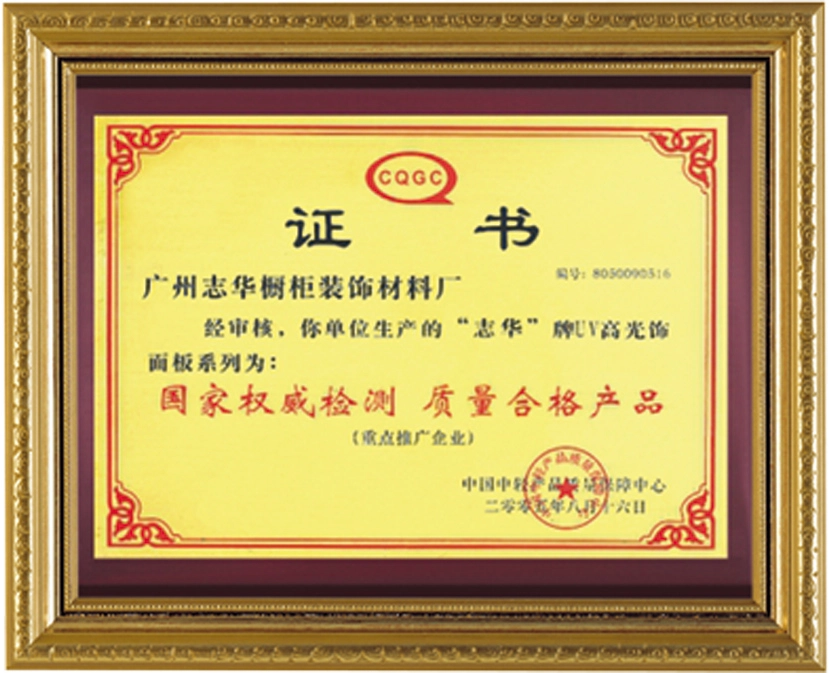 CQGC
证 书
编号：8050090516
广州志华橱柜装饰材料厂
经审核，你单位生产的“志华”牌UV高光饰
面板系列为：
国家权威检测 质量合格产品
（重点推广企业）
中国中轻产品质量保障中心
二零零五年八月十六日